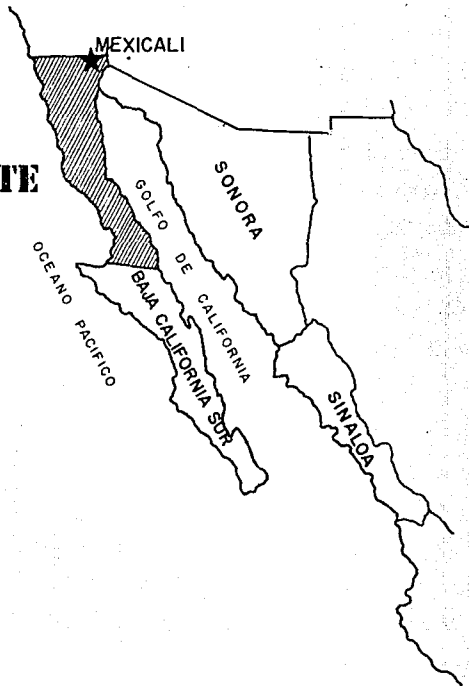 MEXICALI
TE
SONORA
GOLFO DE CALIFORNIA
OCEANO PACIFICO
BAJA CALIFORNIA SUR
SINALOA